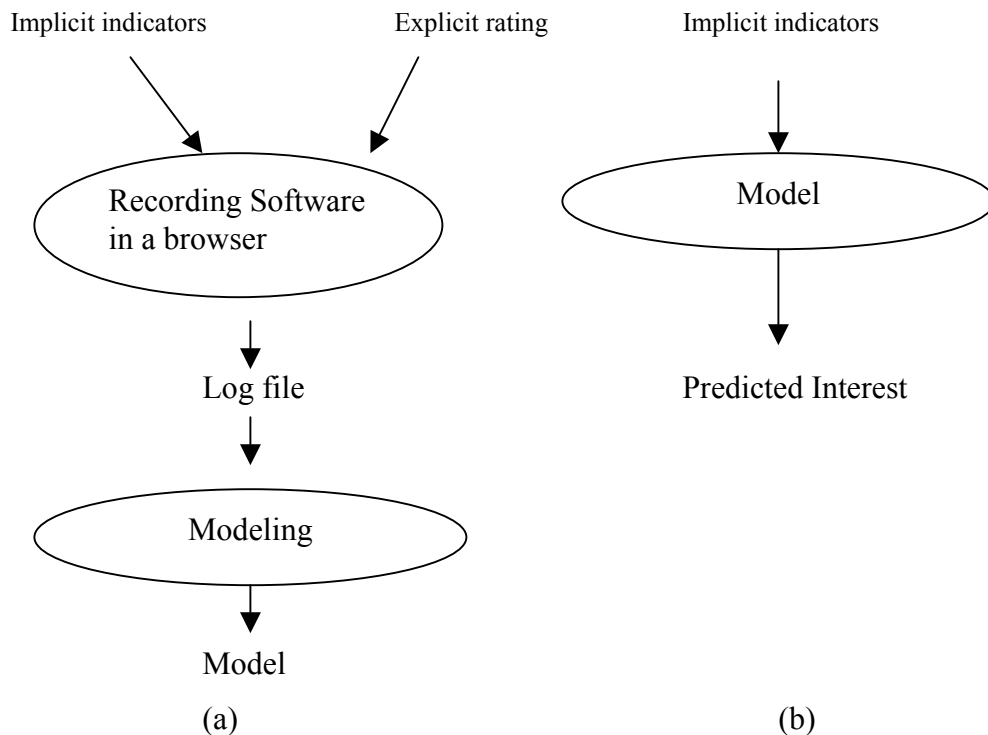 Implicit indicators
Explicit rating
Recording Software
in a browser
Log file
Modeling
Model
(a)
Implicit indicators
Model
Predicted Interest
(b)